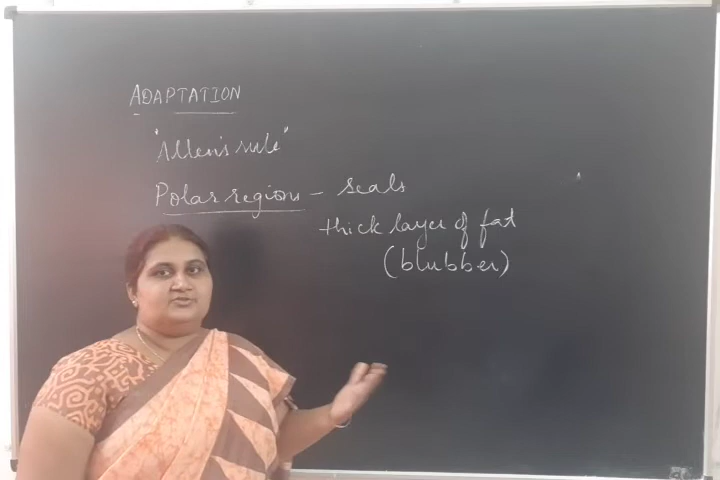 ADAPTATION
"Allen's rule"
Polar region - seals
thick layer of fat
(blubber)